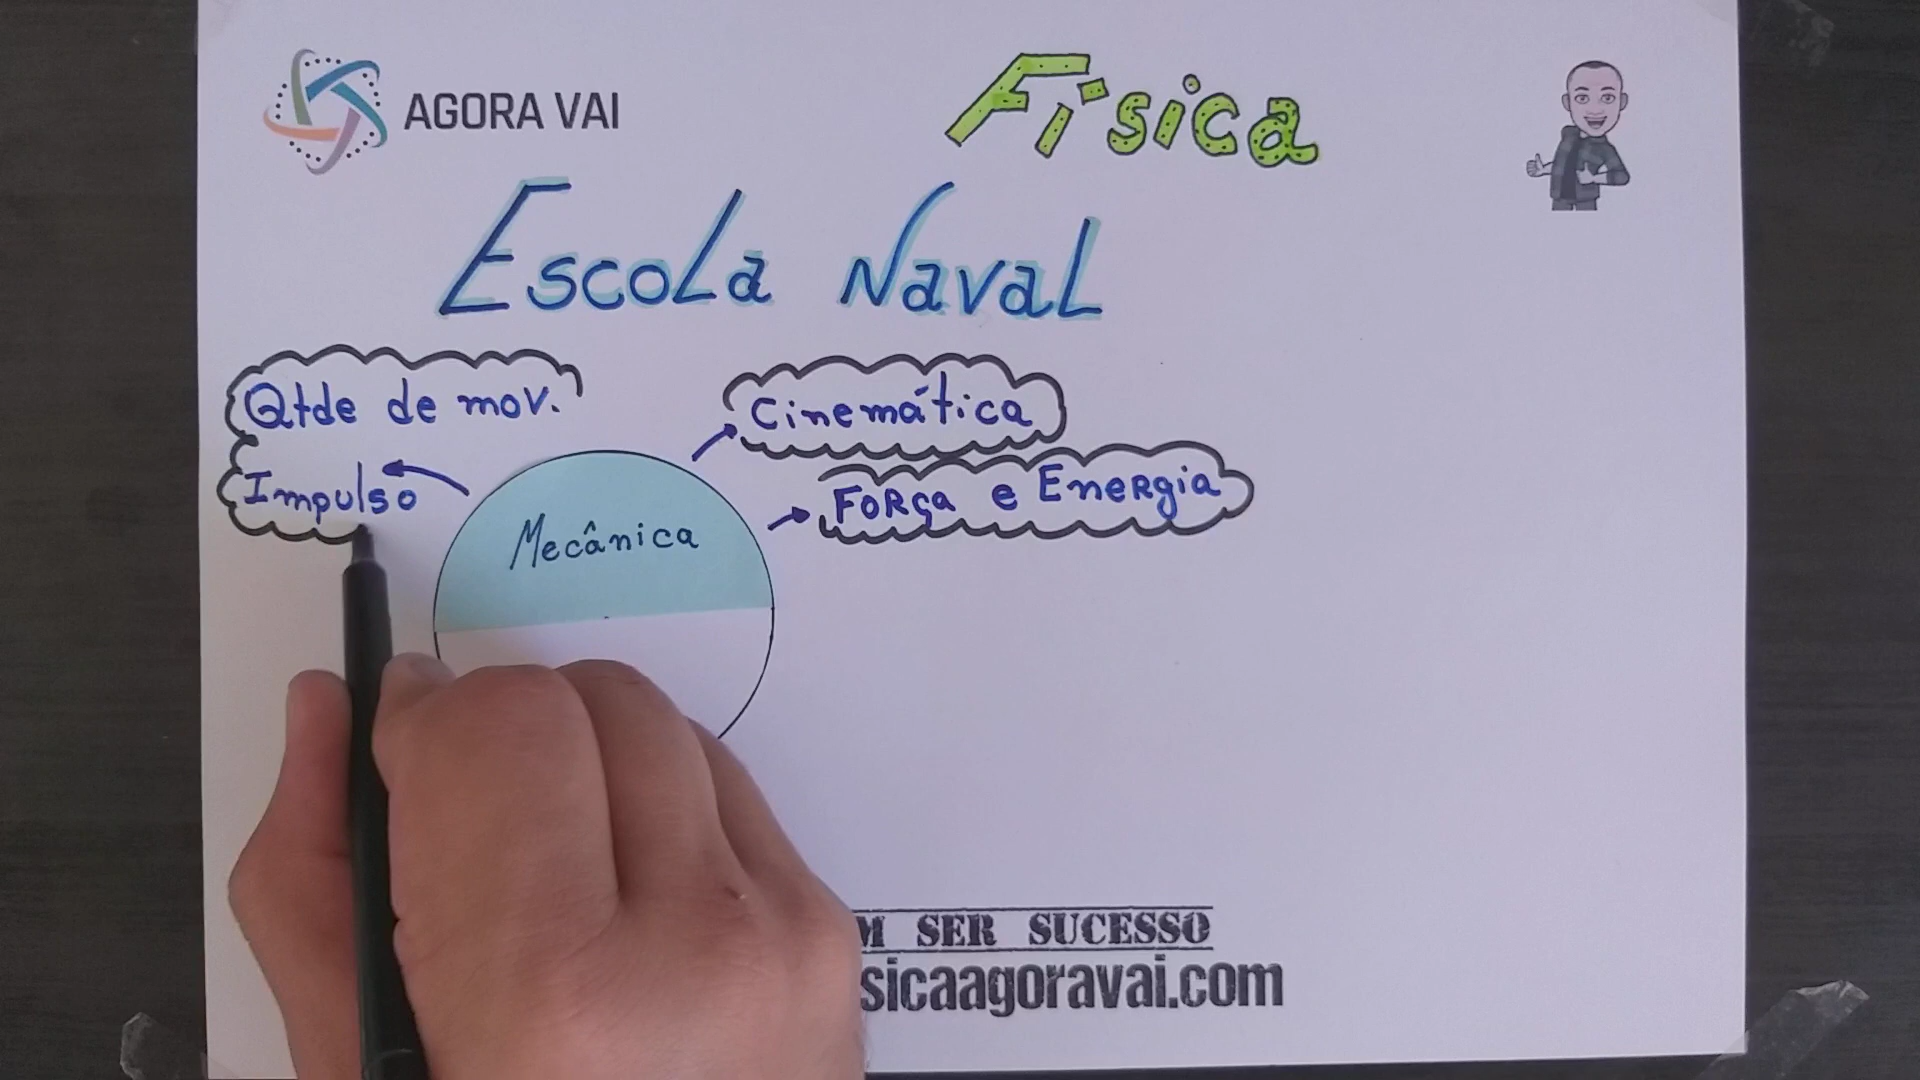 AGORA VAI
Física
Escola Naval
Qtde de mov.
Impulso
Cinemática
Força e Energia
Mecânica
SER SUCESSO
sicaagoravai.com